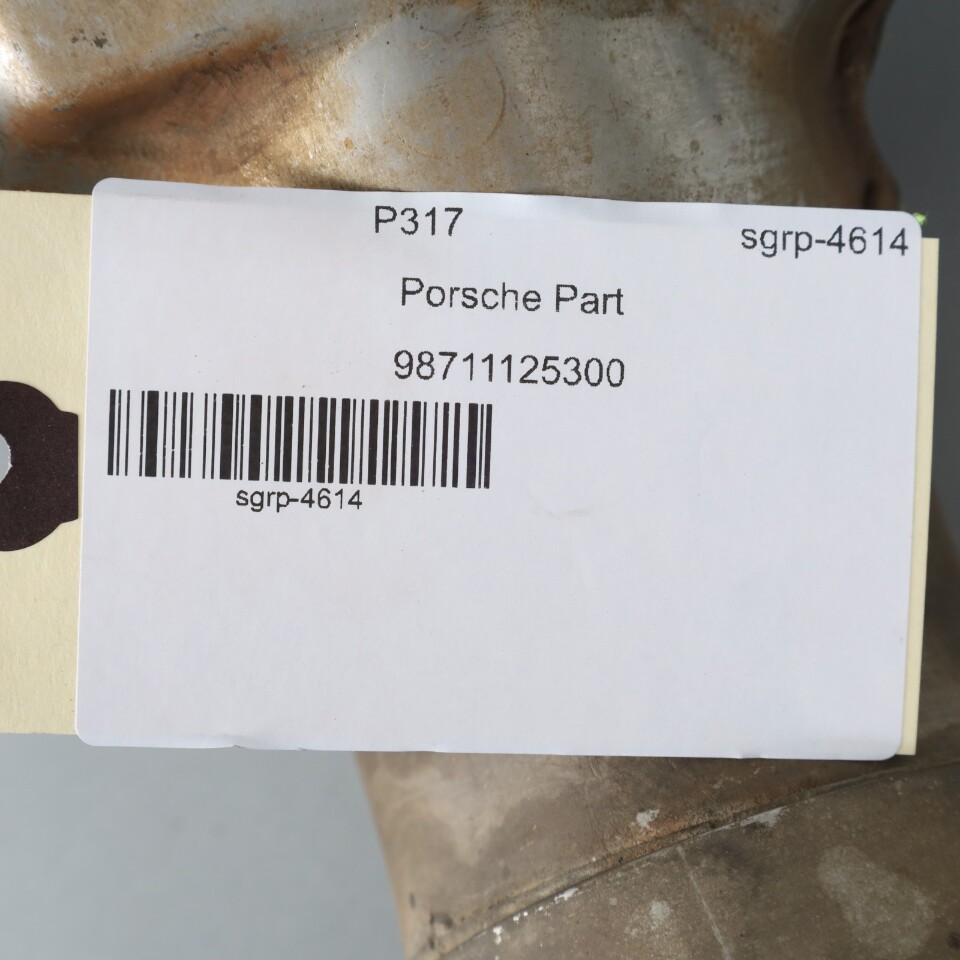 P317
sgrp-4614
Porsche Part
98711125300
sgrp-4614